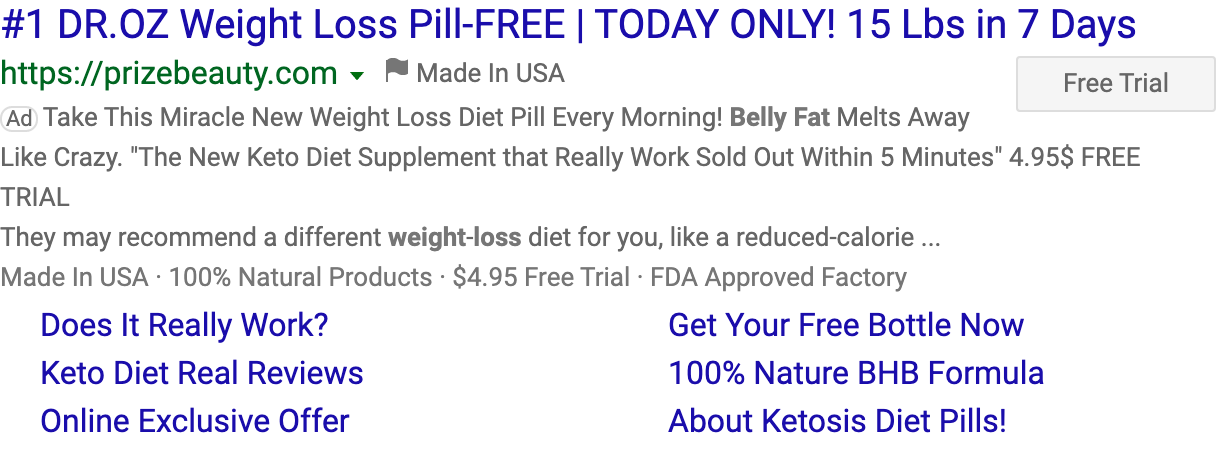 #1 DR.OZ Weight Loss Pill-FREE | TODAY ONLY! 15 Lbs in 7 Days
https://prizebeauty.com Made In USA
Free Trial
Ad Take This Miracle New Weight Loss Diet Pill Every Morning! Belly Fat Melts Away
Like Crazy. "The New Keto Diet Supplement that Really Work Sold Out Within 5 Minutes" 4.95$ FREE
TRIAL
They may recommend a different weight-loss diet for you, like a reduced-calorie ...
Made In USA · 100% Natural Products · $4.95 Free Trial · FDA Approved Factory
Does It Really Work?
Get Your Free Bottle Now
Keto Diet Real Reviews
100% Nature BHB Formula
Online Exclusive Offer
About Ketosis Diet Pills!